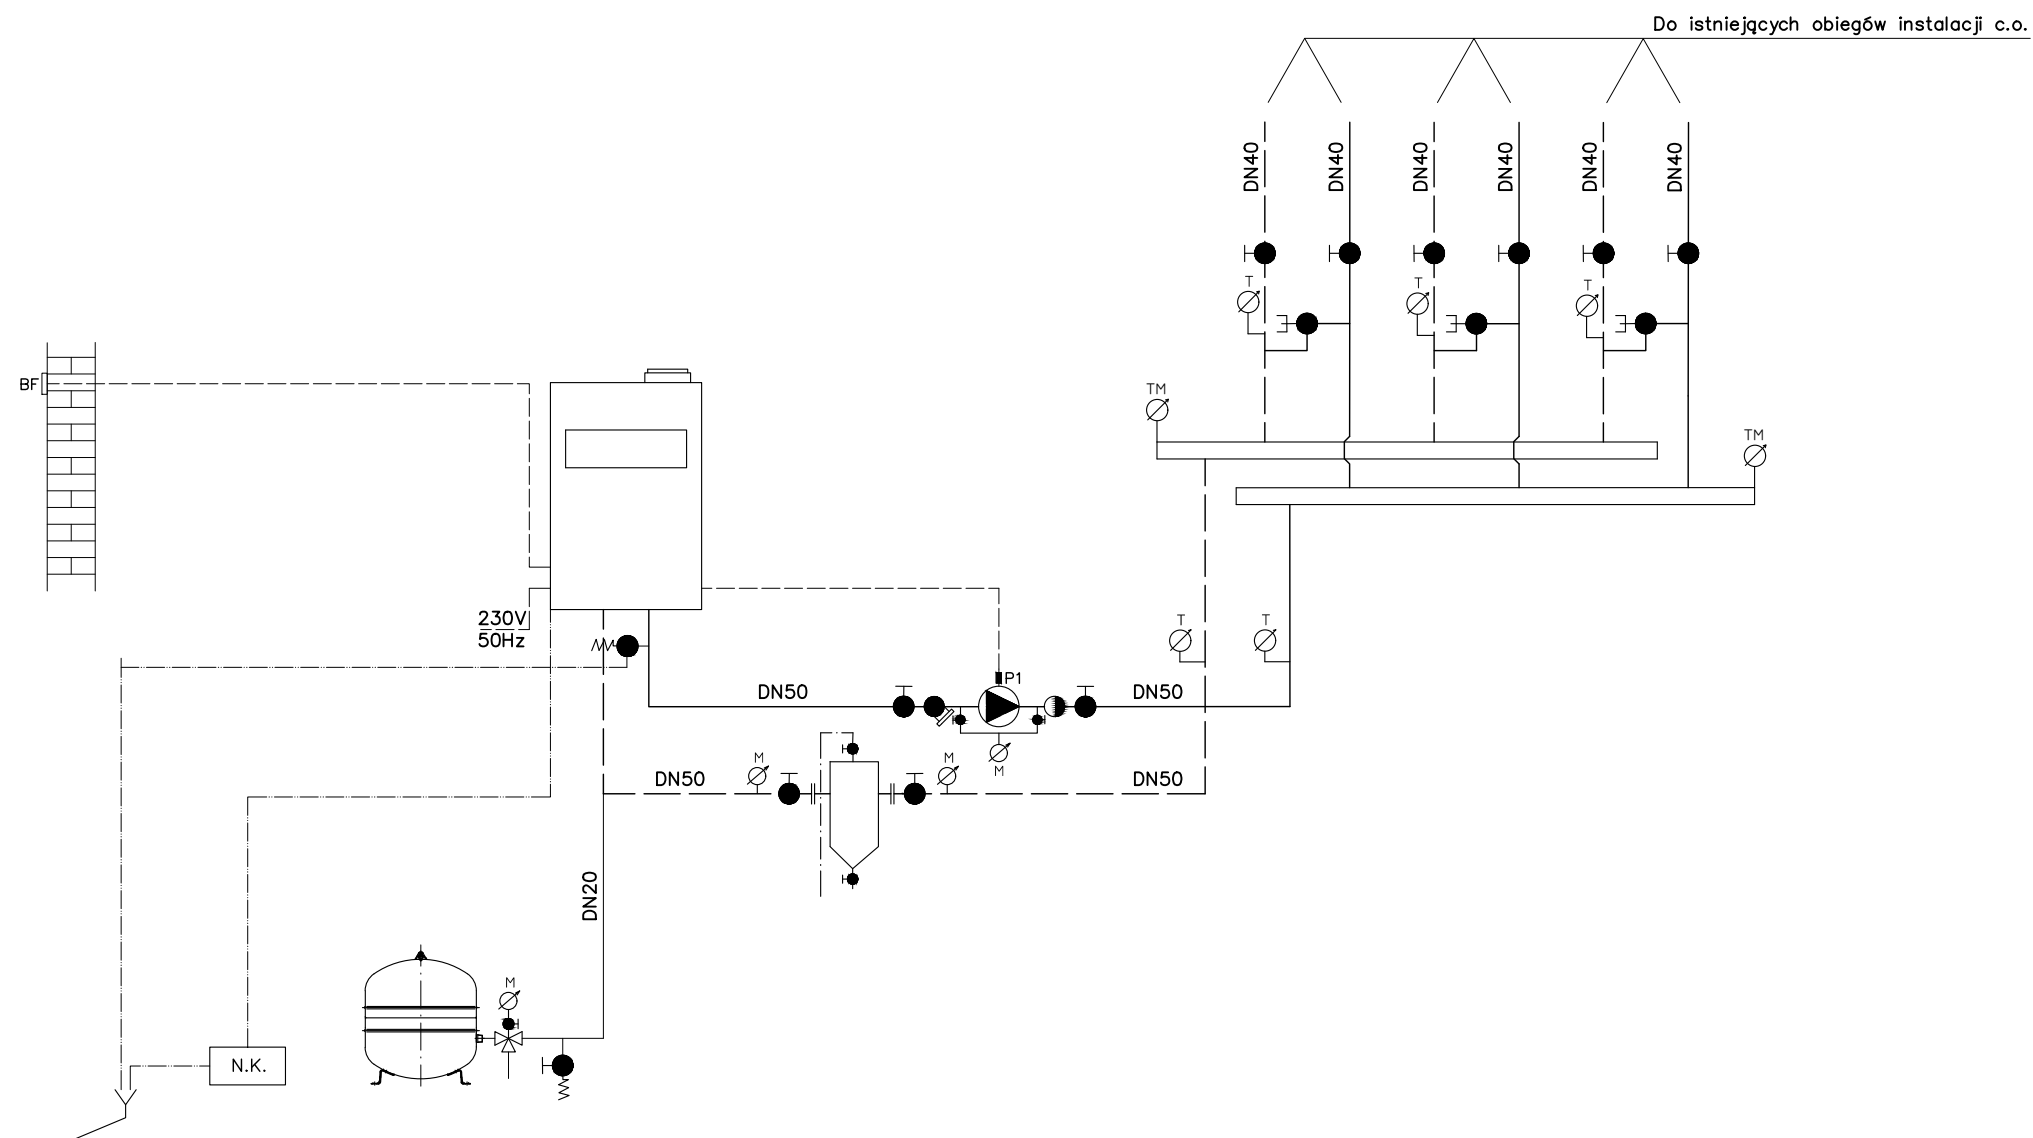 Do istniejących obiegów instalacji c.o.
DN40
DN40
DN40
DN40
DN40
DN40
T
T
T
BF
TM
TM
230V
50Hz
T
T
P1
DN50
DN50
M
M
M
DN50
DN50
DN20
M
N.K.